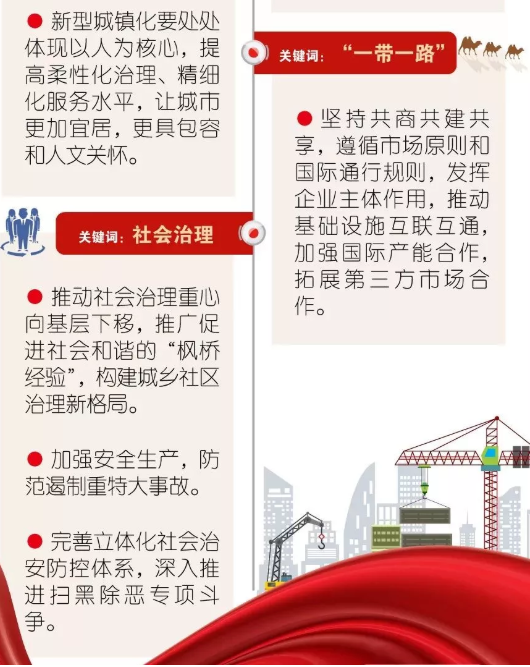 ● 新型城镇化要处处
体现以人为核心，提
高柔性化治理、精细
化服务水平，让城市
更加宜居，更具包容
和人文关怀。
关键词：“一带一路”
● 坚持共商共建共
享，遵循市场原则和
国际通行规则，发挥
企业主体作用，推动
基础设施互联互通，
加强国际产能合作，
拓展第三方市场合
作。
关键词：社会治理
● 推动社会治理重心
向基层下移，推广促
进社会和谐的“枫桥
经验”，构建城乡社区
治理新格局。
● 加强安全生产，防
范遏制重特大事故。
● 完善立体化社会治
安防控体系，深入推
进扫黑除恶专项斗
争。